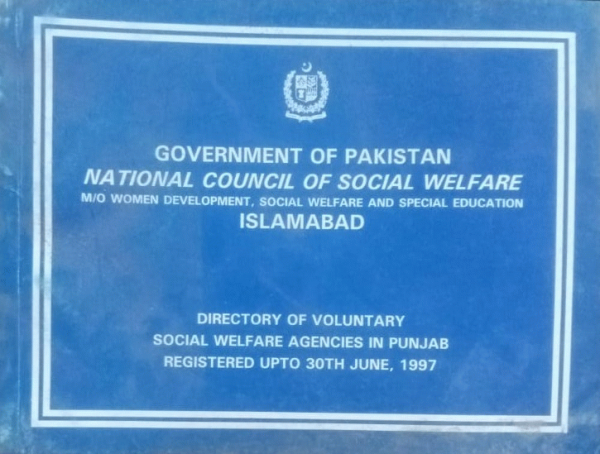 GOVERNMENT OF PAKISTAN
NATIONAL COUNCIL OF SOCIAL WELFARE
M/O WOMEN DEVELOPMENT, SOCIAL WELFARE AND SPECIAL EDUCATION
ISLAMABAD
DIRECTORY OF VOLUNTARY
SOCIAL WELFARE AGENCIES IN PUNJAB
REGISTERED UPTO 30TH JUNE, 1997